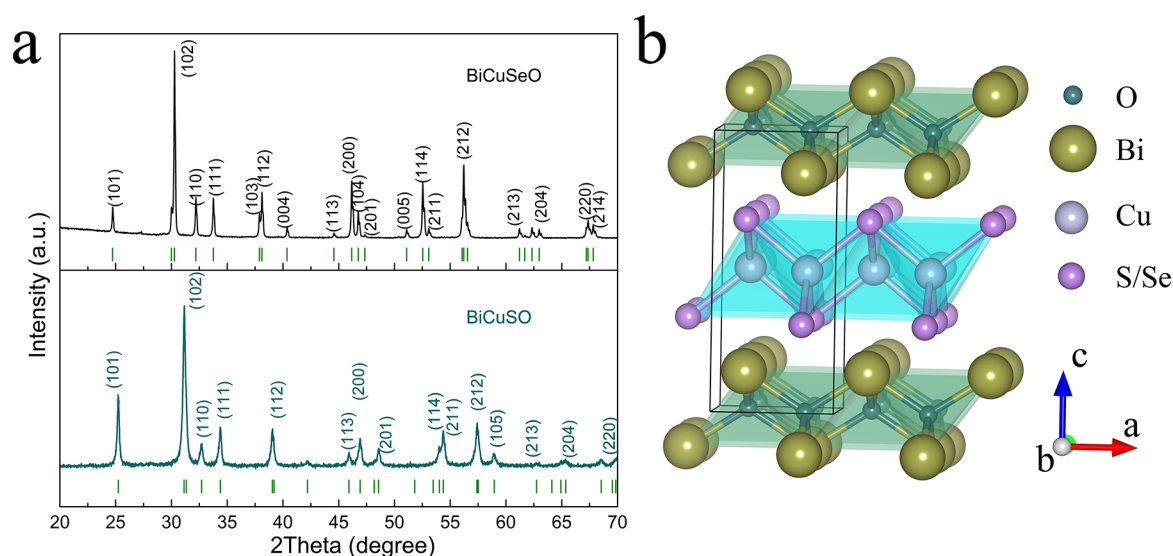 a
Intensity (a.u.)
BiCuSeO
(101)
(102)
(110)
(111)
(103)
(112)
(004)
(113)
(200)
(104)
(201)
(005)
(114)
(211)
(212)
(213)
(204)
(220)
(214)
BiCuSO
(101)
(102)
(110)
(111)
(112)
(113)
(200)
(201)
(114)
(211)
(212)
(105)
(213)
(204)
(220)
20 25 30 35 40 45 50 55 60 65 70
2Theta (degree)
b
O
Bi
Cu
S/Se
c
a
b